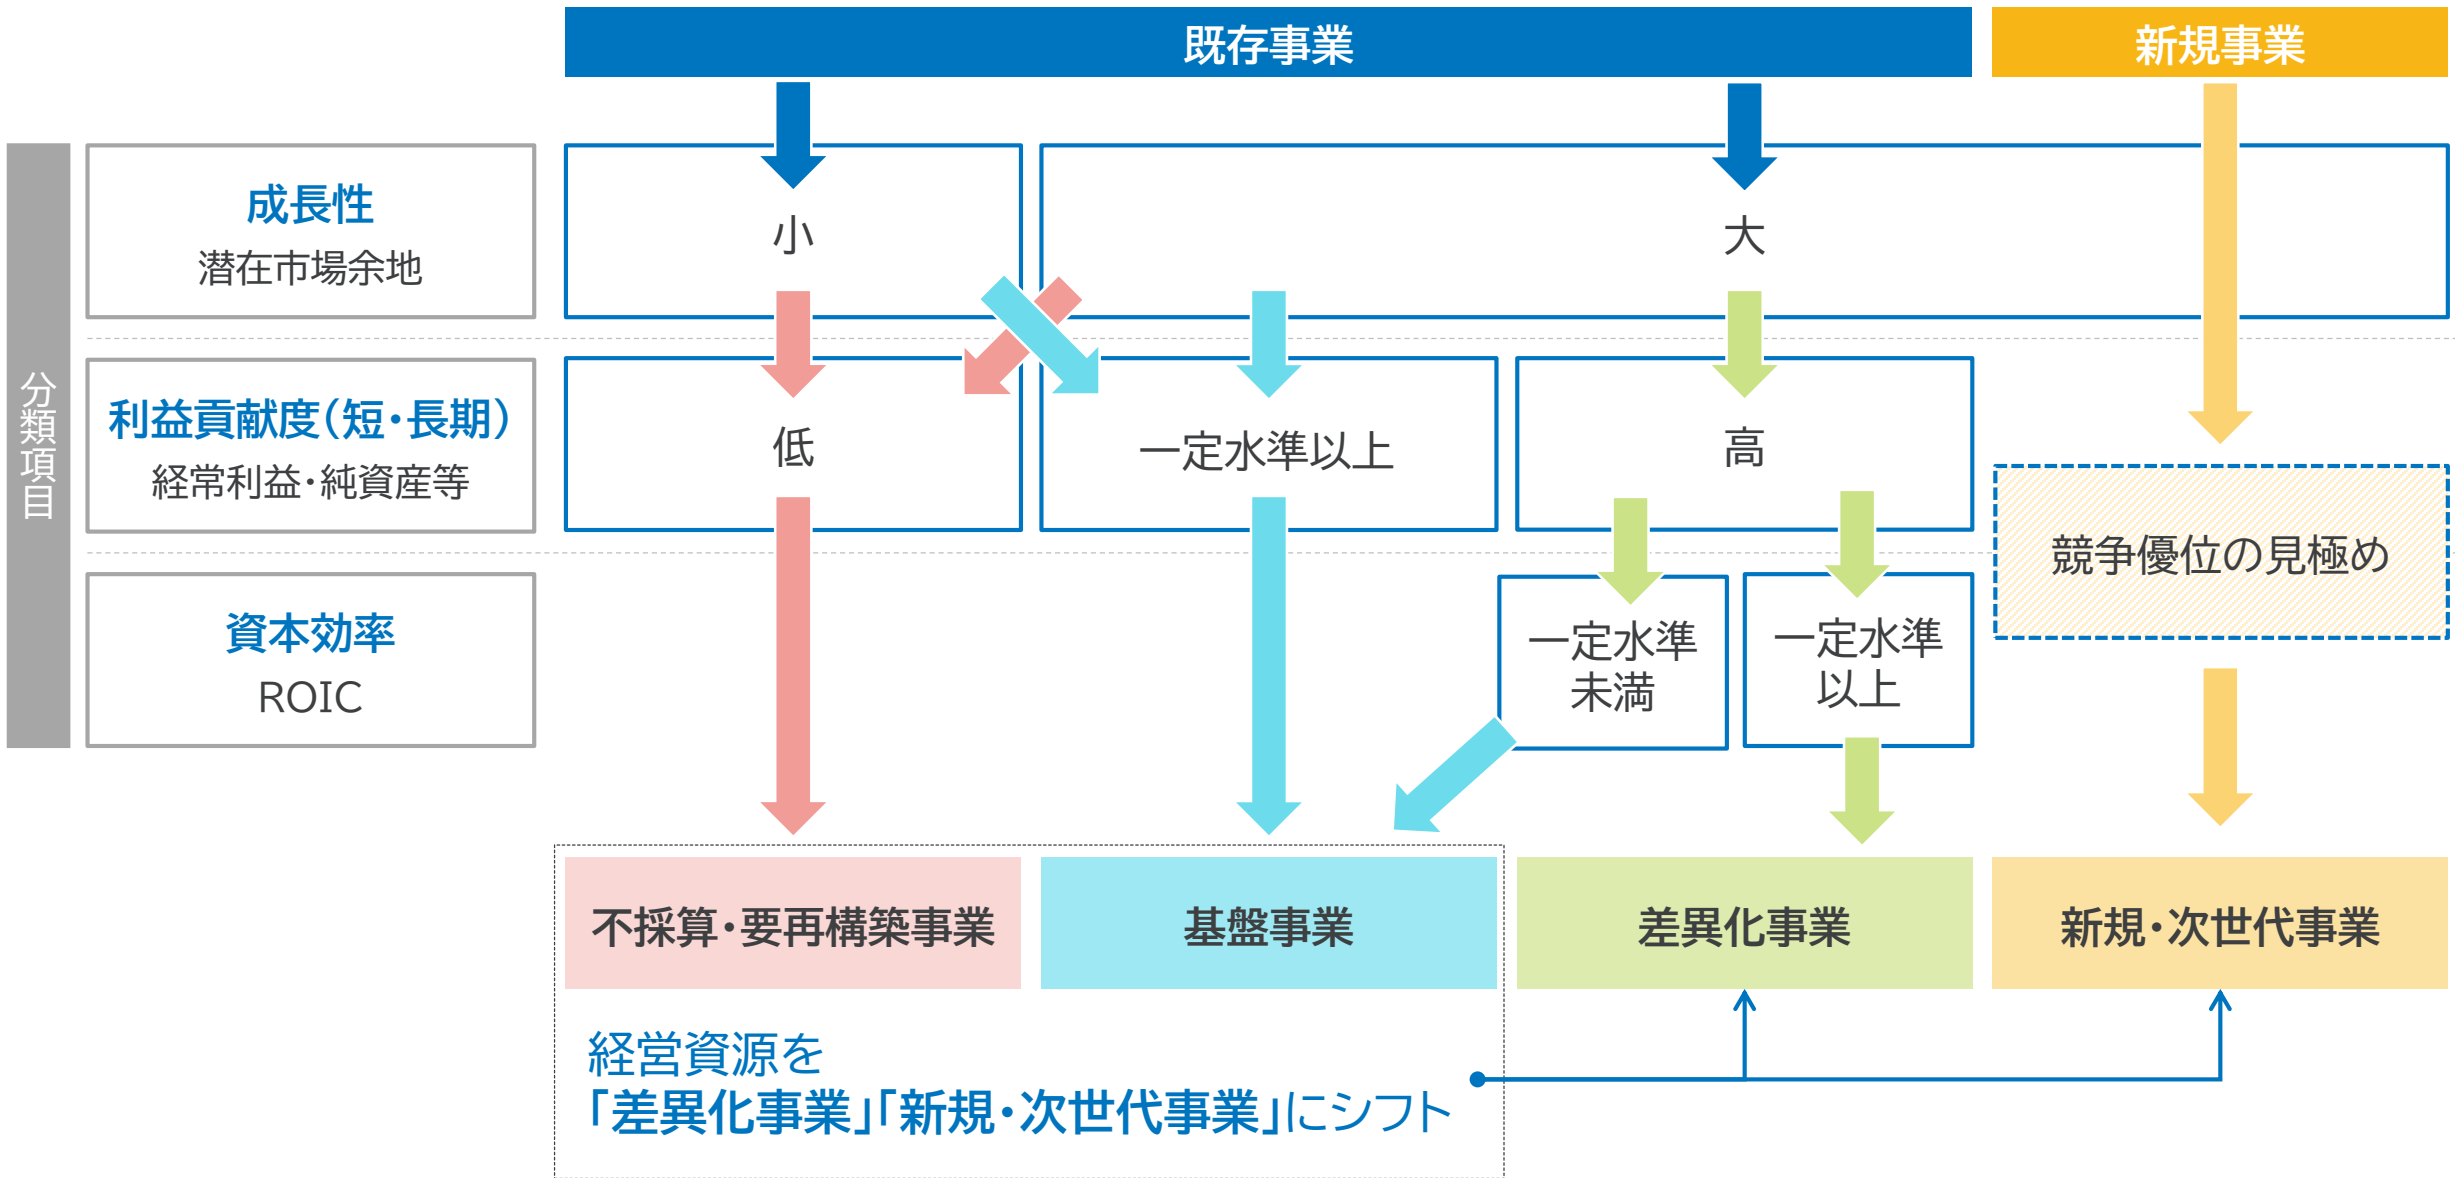 既存事業
新規事業
分類項目
成長性
潜在市場余地
小
大
利益貢献度（短・長期）
経常利益・純資産等
低
一定水準以上
高
競争優位の見極め
資本効率
ROIC
一定水準
未満
一定水準
以上
不採算・要再構築事業
基盤事業
差異化事業
新規・次世代事業
経営資源を
「差異化事業」「新規・次世代事業」にシフト